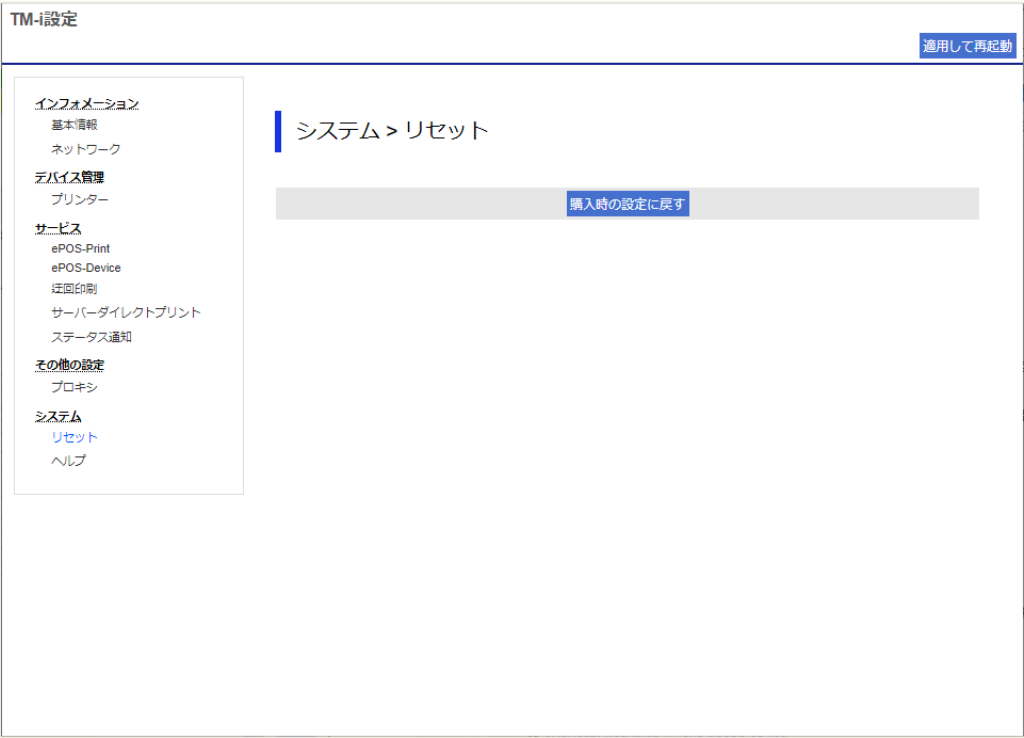 TM-i設定
適用して再起動
インフォメーション
基本情報
ネットワーク
デバイス管理
プリンター
サービス
ePOS-Print
ePOS-Device
迂回印刷
サーバーダイレクトプリント
ステータス通知
その他の設定
プロキシ
システム
リセット
ヘルプ
システム > リセット
購入時の設定に戻す